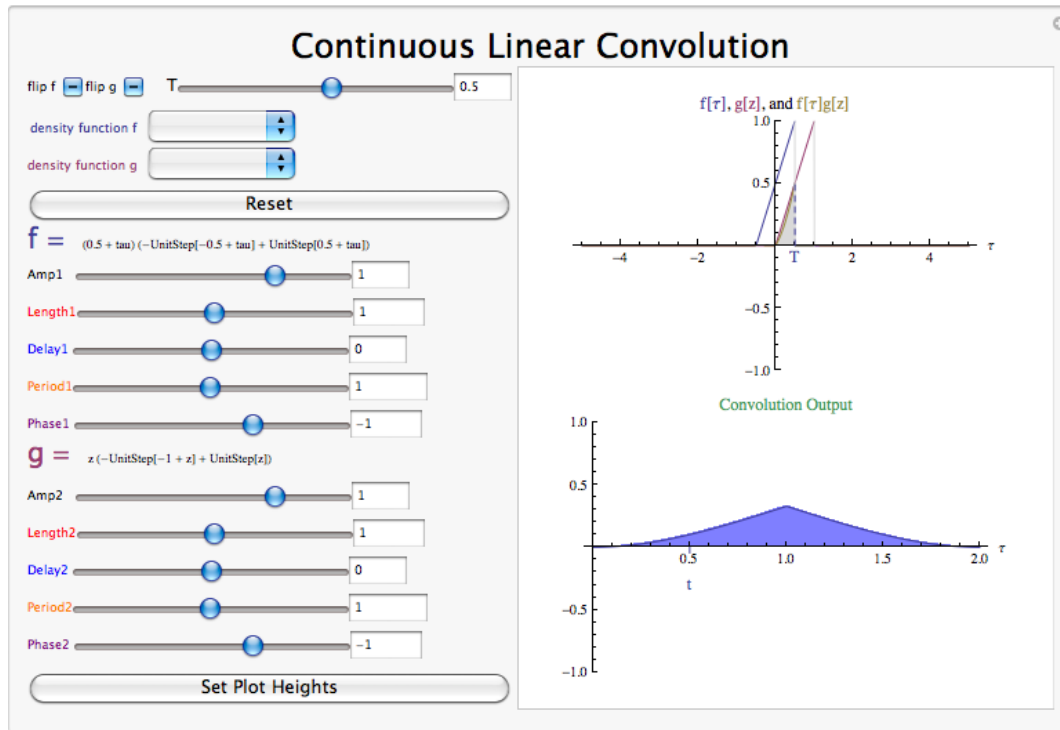 Continuous Linear Convolution
flip f flip g T 0.5
density function f
density function g
Reset
f = (0.5 + tau) (−UnitStep[−0.5 + tau] + UnitStep[0.5 + tau])
Amp1 1
Length1 1
Delay1 0
Period1 1
Phase1 −1
g = z (−UnitStep[−1 + z] + UnitStep[z])
Amp2 1
Length2 1
Delay2 0
Period2 1
Phase2 −1
Set Plot Heights
f[τ], g[z], and f[τ]g[z]
1.0
0.5
−4 −2 T 2 4 τ
−0.5
−1.0
Convolution Output
1.0
0.5
0.5 1.0 1.5 2.0 τ
t
−0.5
−1.0